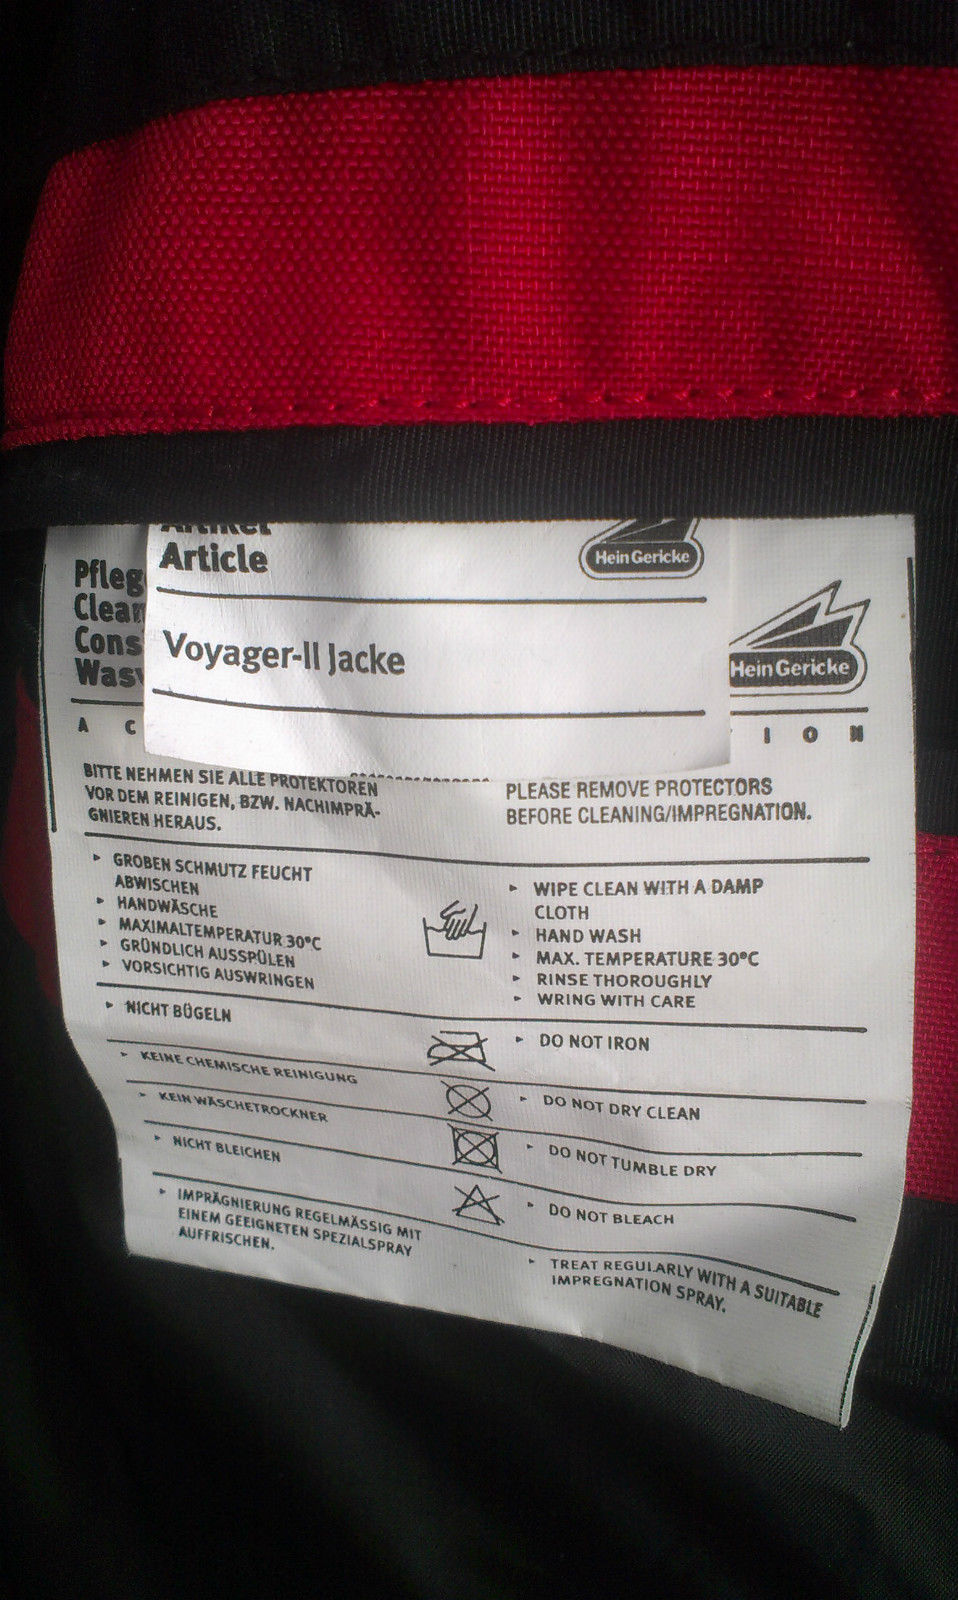 Artikel
Article
Hein Gericke
Voyager-II Jacke
Hein Gericke
A C
I O N
BITTE NEHMEN SIE ALLE PROTEKTOREN
VOR DEM REINIGEN, BZW. NACHIMPRÄ-
GNIEREN HERAUS.
PLEASE REMOVE PROTECTORS
BEFORE CLEANING/IMPREGNATION.
▸ GROBEN SCHMUTZ FEUCHT
ABWISCHEN
▸ HANDWÄSCHE
▸ MAXIMALTEMPERATUR 30°C
▸ GRÜNDLICH AUSSPÜLEN
▸ VORSICHTIG AUSWRINGEN
▸ WIPE CLEAN WITH A DAMP
CLOTH
▸ HAND WASH
▸ MAX. TEMPERATURE 30°C
▸ RINSE THOROUGHLY
▸ WRING WITH CARE
▸ NICHT BÜGELN
▸ DO NOT IRON
▸ KEINE CHEMISCHE REINIGUNG
▸ DO NOT DRY CLEAN
▸ KEIN WÄSCHETROCKNER
▸ DO NOT TUMBLE DRY
▸ NICHT BLEICHEN
▸ DO NOT BLEACH
▸ IMPRÄGNIERUNG REGELMÄSSIG MIT
EINEM GEEIGNETEN SPEZIALSPRAY
AUFFRISCHEN.
▸ TREAT REGULARLY WITH A SUITABLE
IMPREGNATION SPRAY.